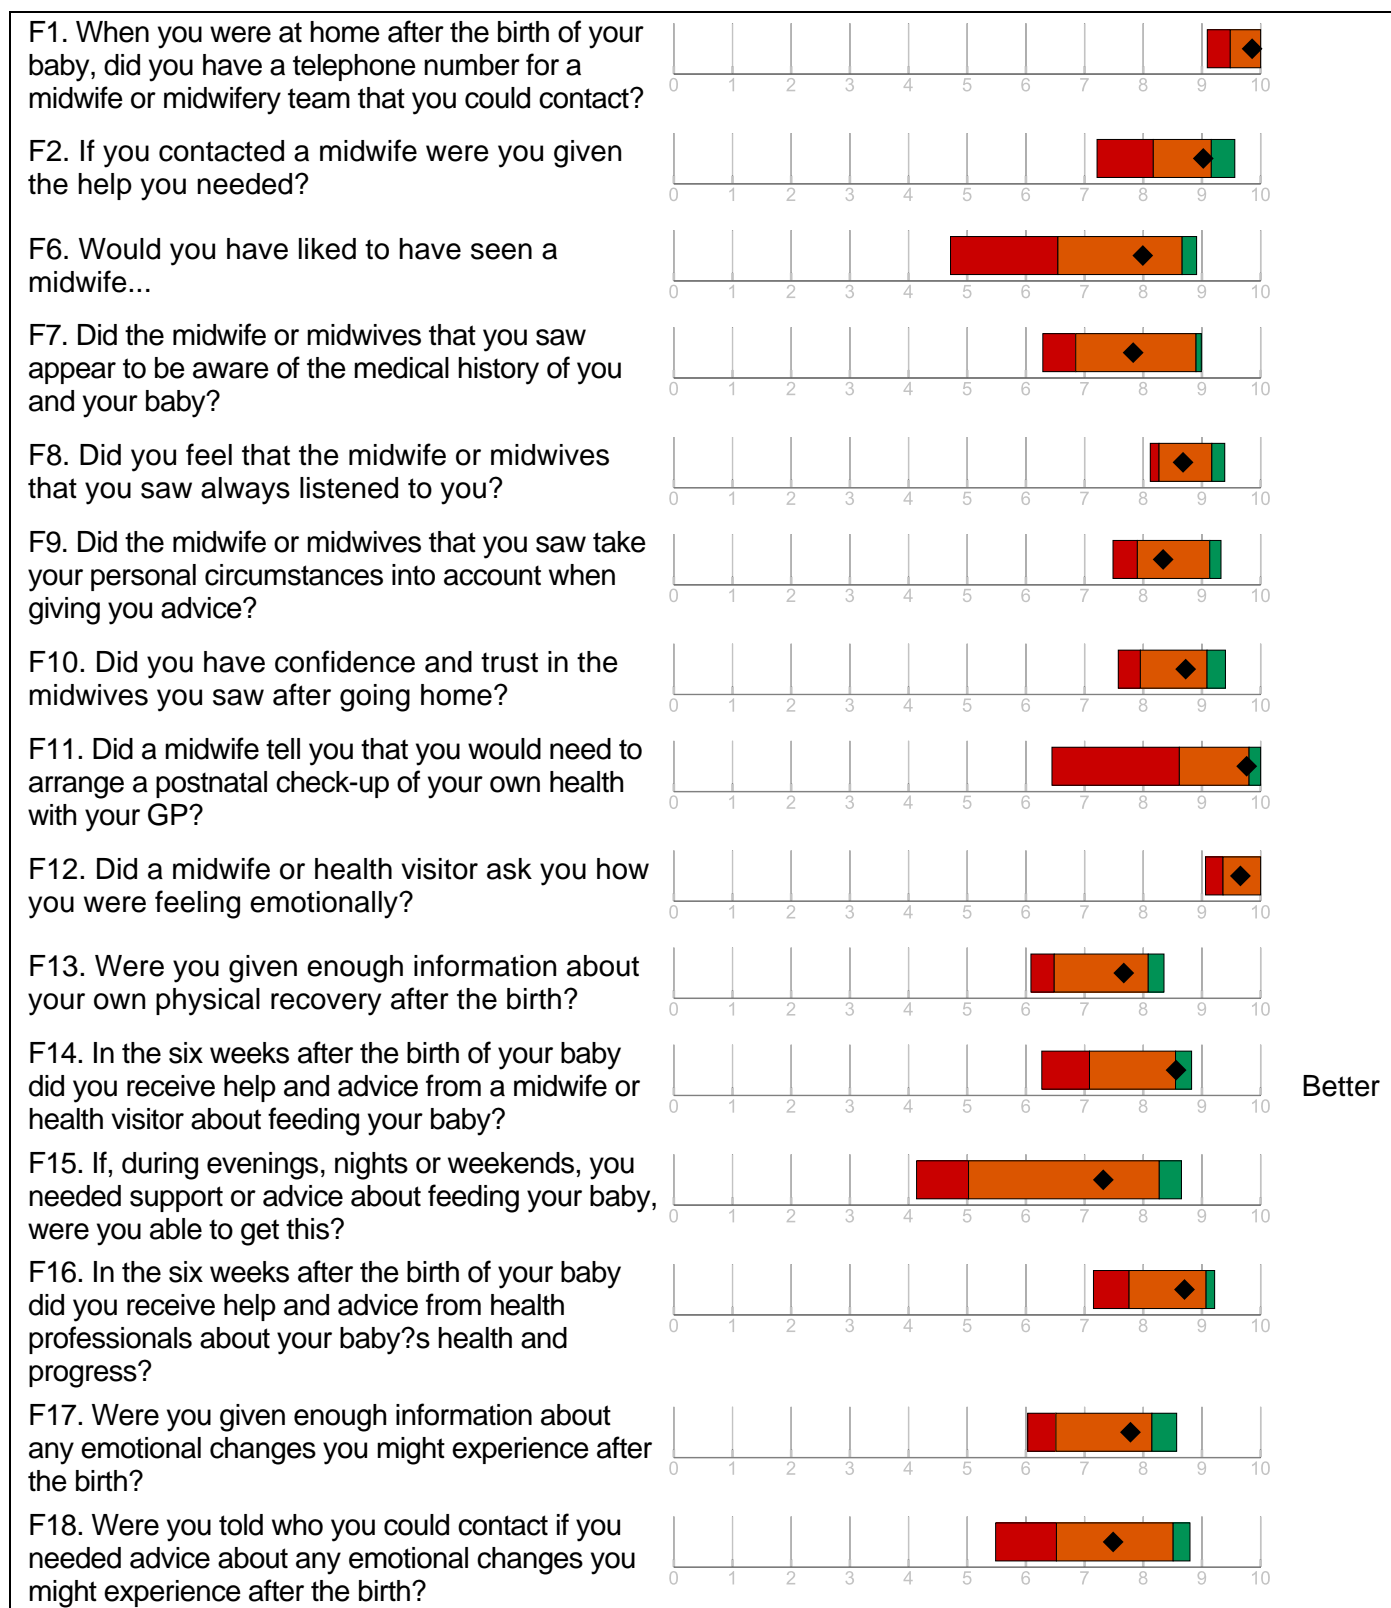 F1. When you were at home after the birth of your
baby, did you have a telephone number for a
midwife or midwifery team that you could contact?
0 1 2 3 4 5 6 7 8 9 10
F2. If you contacted a midwife were you given
the help you needed?
0 1 2 3 4 5 6 7 8 9 10
F6. Would you have liked to have seen a
midwife...
0 1 2 3 4 5 6 7 8 9 10
F7. Did the midwife or midwives that you saw
appear to be aware of the medical history of you
and your baby?
0 1 2 3 4 5 6 7 8 9 10
F8. Did you feel that the midwife or midwives
that you saw always listened to you?
0 1 2 3 4 5 6 7 8 9 10
F9. Did the midwife or midwives that you saw take
your personal circumstances into account when
giving you advice?
0 1 2 3 4 5 6 7 8 9 10
F10. Did you have confidence and trust in the
midwives you saw after going home?
0 1 2 3 4 5 6 7 8 9 10
F11. Did a midwife tell you that you would need to
arrange a postnatal check-up of your own health
with your GP?
0 1 2 3 4 5 6 7 8 9 10
F12. Did a midwife or health visitor ask you how
you were feeling emotionally?
0 1 2 3 4 5 6 7 8 9 10
F13. Were you given enough information about
your own physical recovery after the birth?
0 1 2 3 4 5 6 7 8 9 10
F14. In the six weeks after the birth of your baby
did you receive help and advice from a midwife or
health visitor about feeding your baby?
0 1 2 3 4 5 6 7 8 9 10
Better
F15. If, during evenings, nights or weekends, you
needed support or advice about feeding your baby,
were you able to get this?
0 1 2 3 4 5 6 7 8 9 10
F16. In the six weeks after the birth of your baby
did you receive help and advice from health
professionals about your baby?s health and
progress?
0 1 2 3 4 5 6 7 8 9 10
F17. Were you given enough information about
any emotional changes you might experience after
the birth?
0 1 2 3 4 5 6 7 8 9 10
F18. Were you told who you could contact if you
needed advice about any emotional changes you
might experience after the birth?
0 1 2 3 4 5 6 7 8 9 10